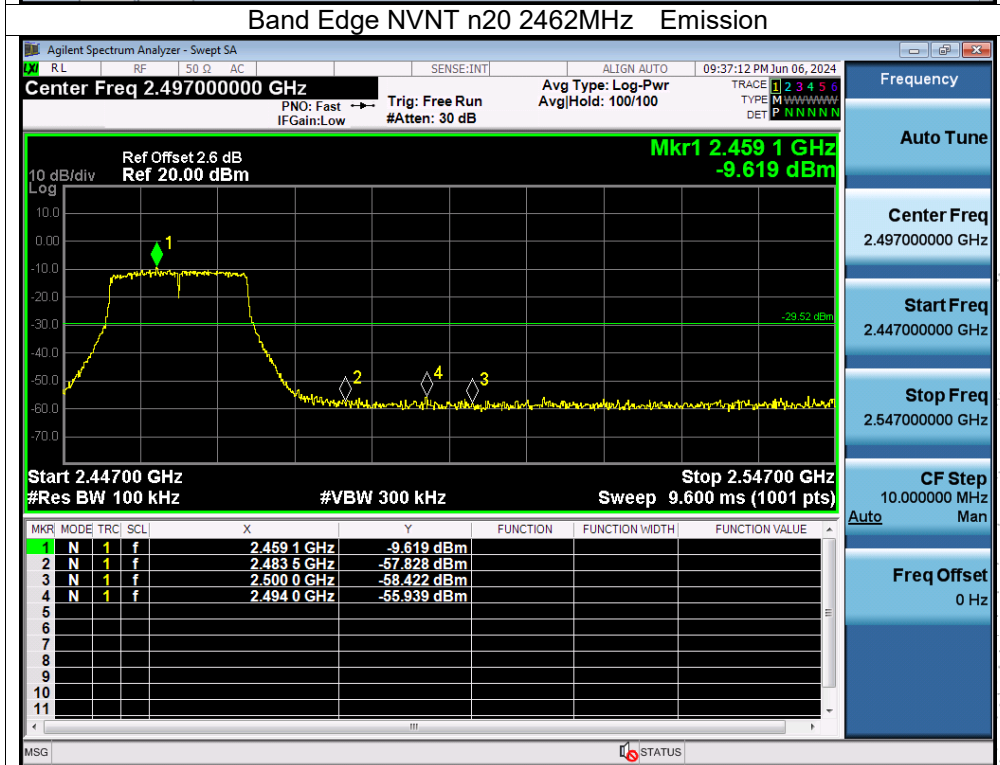 Band Edge NVNT n20 2462MHz Emission
Agilent Spectrum Analyzer - Swept SA
LXI RL RF 50 Ω AC SENSE:INT ALIGN AUTO 09:37:12 PM Jun 06, 2024
Center Freq 2.497000000 GHz
PNO: Fast Trig: Free Run Avg Type: Log-Pwr TRACE 1 2 3 4 5 6
IFGain:Low #Atten: 30 dB Avg|Hold: 100/100 TYPE M WWWWW
DET P N N N N N
Mkr1 2.459 1 GHz
-9.619 dBm
Ref Offset 2.6 dB
10 dB/div Ref 20.00 dBm
Log
10.0
0.00
-10.0
-20.0
-30.0
-40.0
-50.0
-60.0
-70.0
1
2
4
3
-29.52 dBm
Start 2.44700 GHz Stop 2.54700 GHz
#Res BW 100 kHz #VBW 300 kHz Sweep 9.600 ms (1001 pts)
MKR MODE TRC SCL X Y FUNCTION FUNCTION WIDTH FUNCTION VALUE
1 N 1 f 2.459 1 GHz -9.619 dBm
2 N 1 f 2.483 5 GHz -57.828 dBm
3 N 1 f 2.500 0 GHz -58.422 dBm
4 N 1 f 2.494 0 GHz -55.939 dBm
5
6
7
8
9
10
11
MSG STATUS
Frequency
Auto Tune
Center Freq
2.497000000 GHz
Start Freq
2.447000000 GHz
Stop Freq
2.547000000 GHz
CF Step
10.000000 MHz
Auto Man
Freq Offset
0 Hz